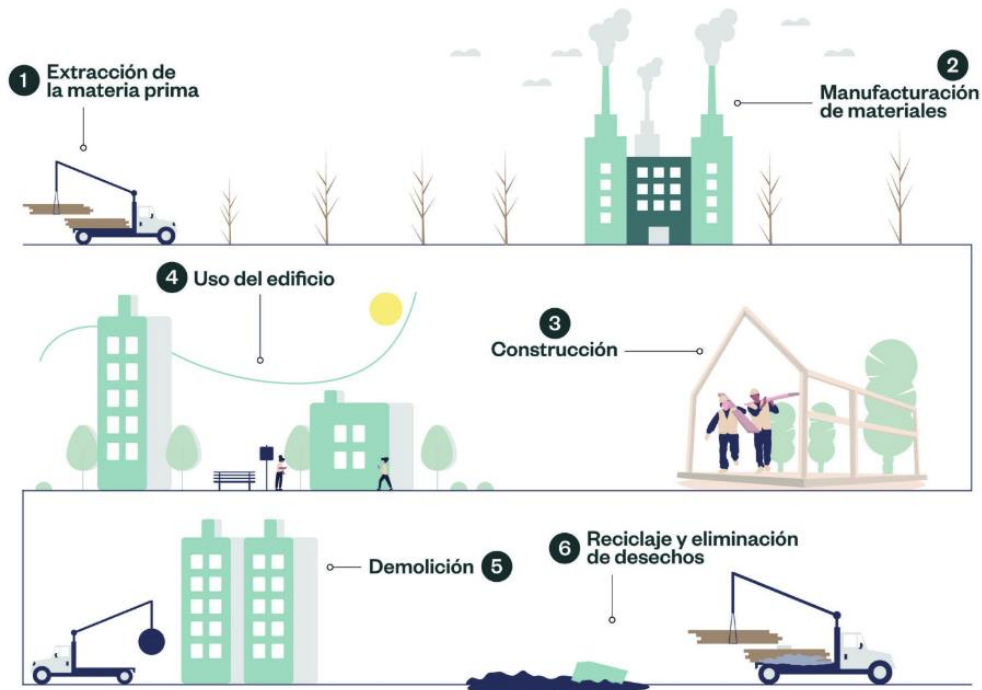 1 Extracción de
la materia prima
2
Manufacturación
de materiales
3
Construcción
4 Uso del edificio
Demolición 5
6 Reciclaje y eliminación
de desechos